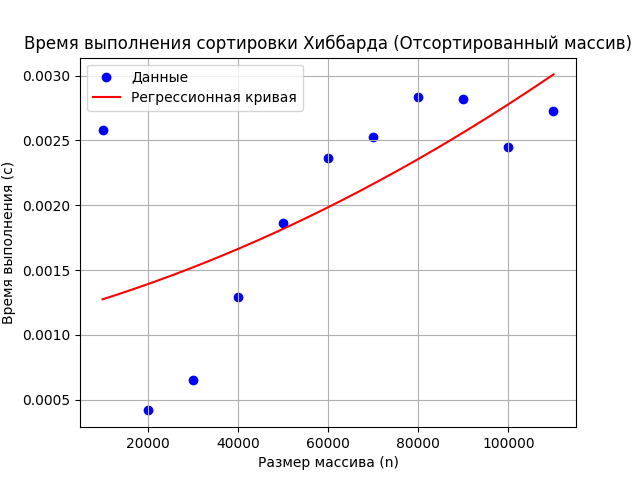 Время выполнения сортировки Хиббарда (Отсортированный массив)
Данные
Регрессионная кривая
0.0030
0.0025
0.0020
0.0015
0.0010
0.0005
Время выполнения (с)
20000 40000 60000 80000 100000
Размер массива (n)